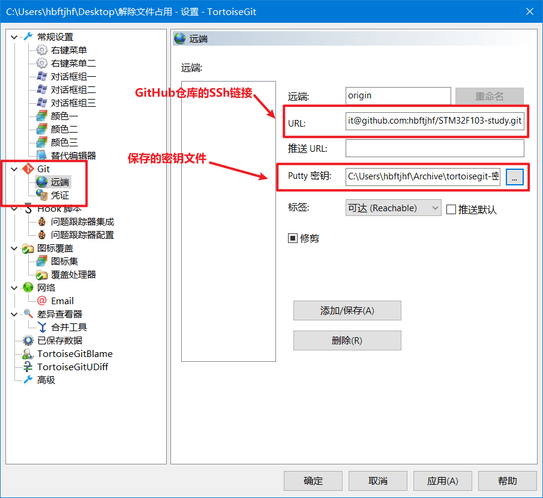 C:\Users\hbftjhf\Desktop\解除文件占用 - 设置 - TortoiseGit
常规设置
右键菜单
右键菜单二
对话框组一
对话框组二
对话框组三
颜色一
颜色二
颜色三
替代编辑器
Git
远端
凭证
Hook 脚本
问题跟踪器集成
问题跟踪器配置
图标覆盖
图标集
覆盖处理器
网络
Email
差异查看器
合并工具
已保存数据
TortoiseGitBlame
TortoiseGitUDiff
高级
远端
远端:
GitHub仓库的SSh链接
保存的密钥文件
远端: origin 重命名
URL: it@github.com:hbftjhf/STM32F103-study.git
推送 URL:
Putty 密钥: C:\Users\hbftjhf\Archive\tortoisegit-密 ...
标签: 可达 (Reachable) 推送默认
修剪
添加/保存(A)
删除(R)
确定 取消 应用(A) 帮助